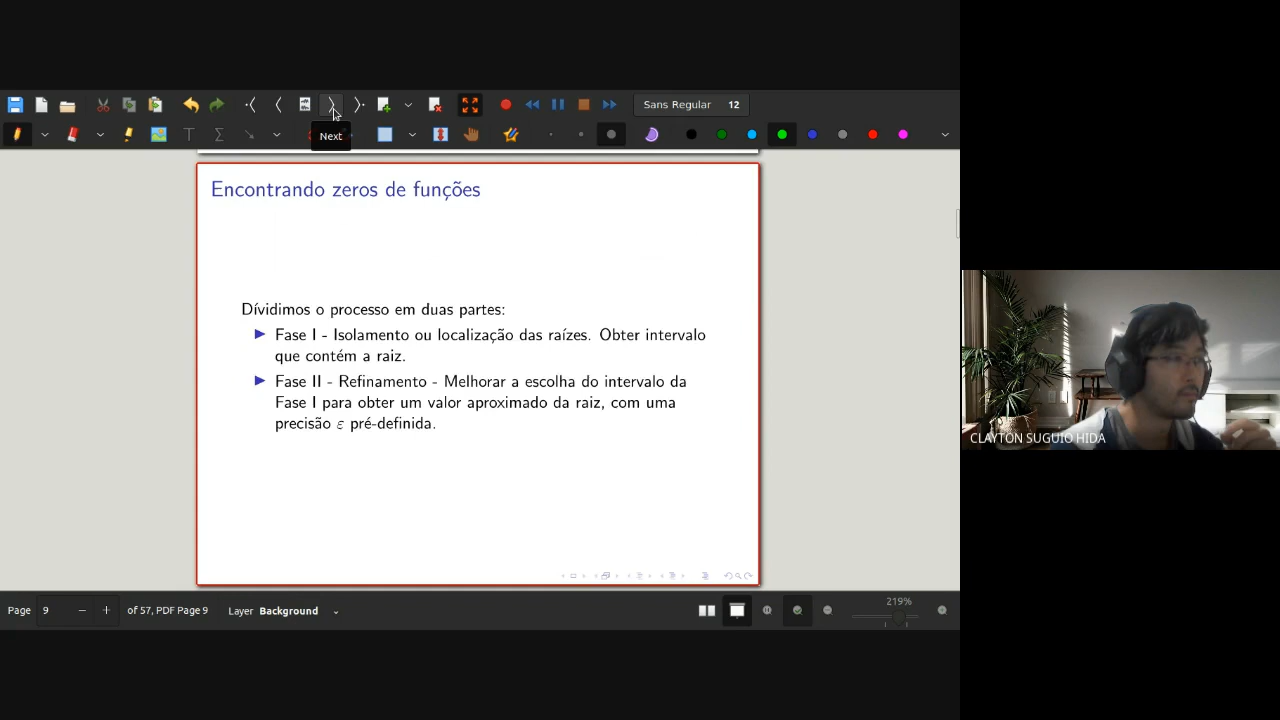 Sans Regular 12
Next
Encontrando zeros de funções
Dívidimos o processo em duas partes:
Fase I - Isolamento ou localização das raízes. Obter intervalo
que contém a raiz.
Fase II - Refinamento - Melhorar a escolha do intervalo da
Fase I para obter um valor aproximado da raiz, com uma
precisão ε pré-definida.
CLAYTON SUGUIO HIDA
Page 9 − + of 57, PDF Page 9 Layer Background 219%